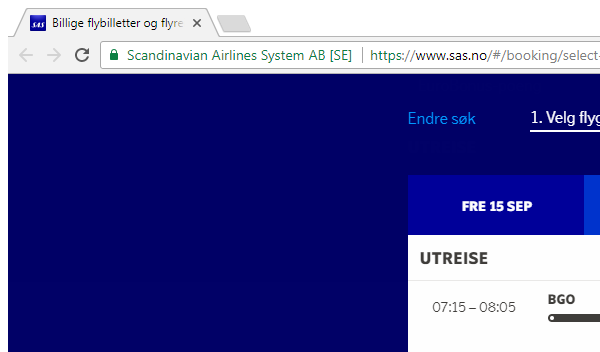 SAS Billige flybilletter og flyre
Scandinavian Airlines System AB [SE] https://www.sas.no/#/booking/select-
Endre søk 1. Velg flyg
FRE 15 SEP
UTREISE
07:15 – 08:05 BGO